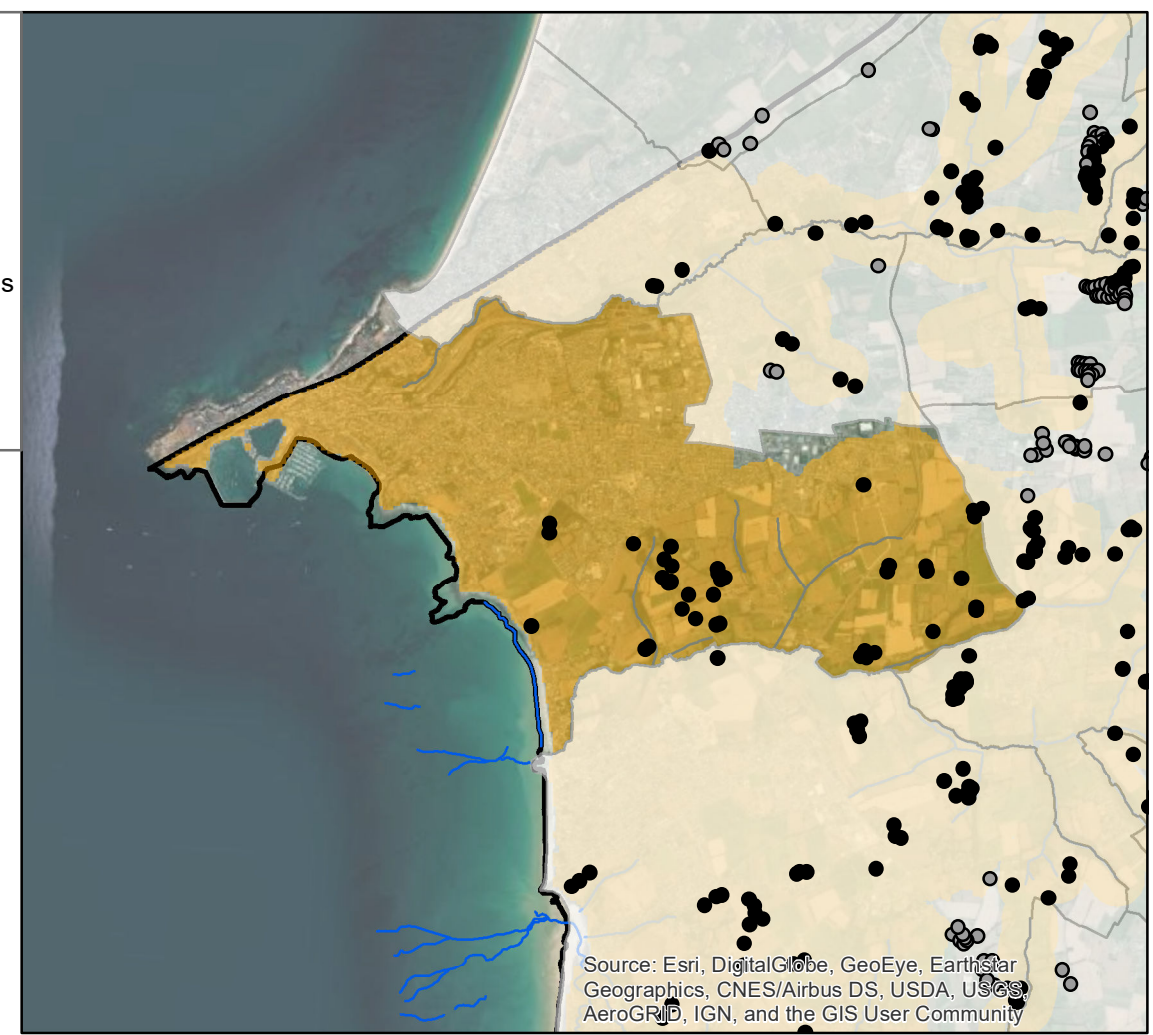 s
Source: Esri, DigitalGlobe, GeoEye, Earthstar
Geographics, CNES/Airbus DS, USDA, USGS,
AeroGRID, IGN, and the GIS User Community